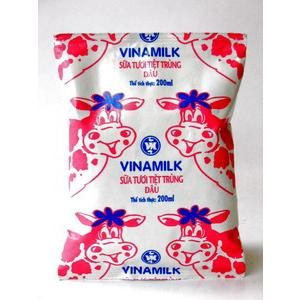 VINAMILK
SỮA TƯƠI TIỆT TRÙNG
DÂU
Thể tích thực: 200ml
VINAMILK
SỮA TƯƠI TIỆT TRÙNG
DÂU
Thể tích thực: 200ml
VINAMILK